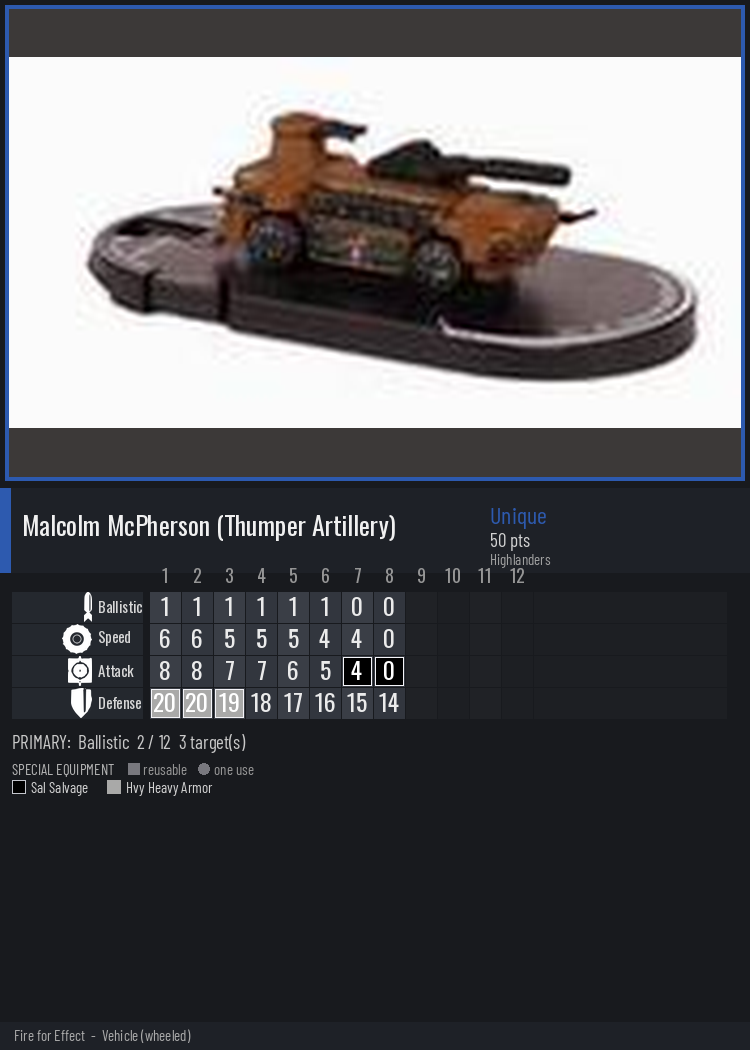 Malcolm McPherson (Thumper Artillery)
Unique
50 pts
Highlanders
1 2 3 4 5 6 7 8 9 10 11 12
Ballistic 1 1 1 1 1 1 0 0
Speed 6 6 5 5 5 4 4 0
Attack 8 8 7 7 6 5 4 0
Defense 20 20 19 18 17 16 15 14
PRIMARY: Ballistic 2 / 12 3 target(s)
SPECIAL EQUIPMENT reusable one use
Sal Salvage Hvy Heavy Armor
Fire for Effect - Vehicle (wheeled)